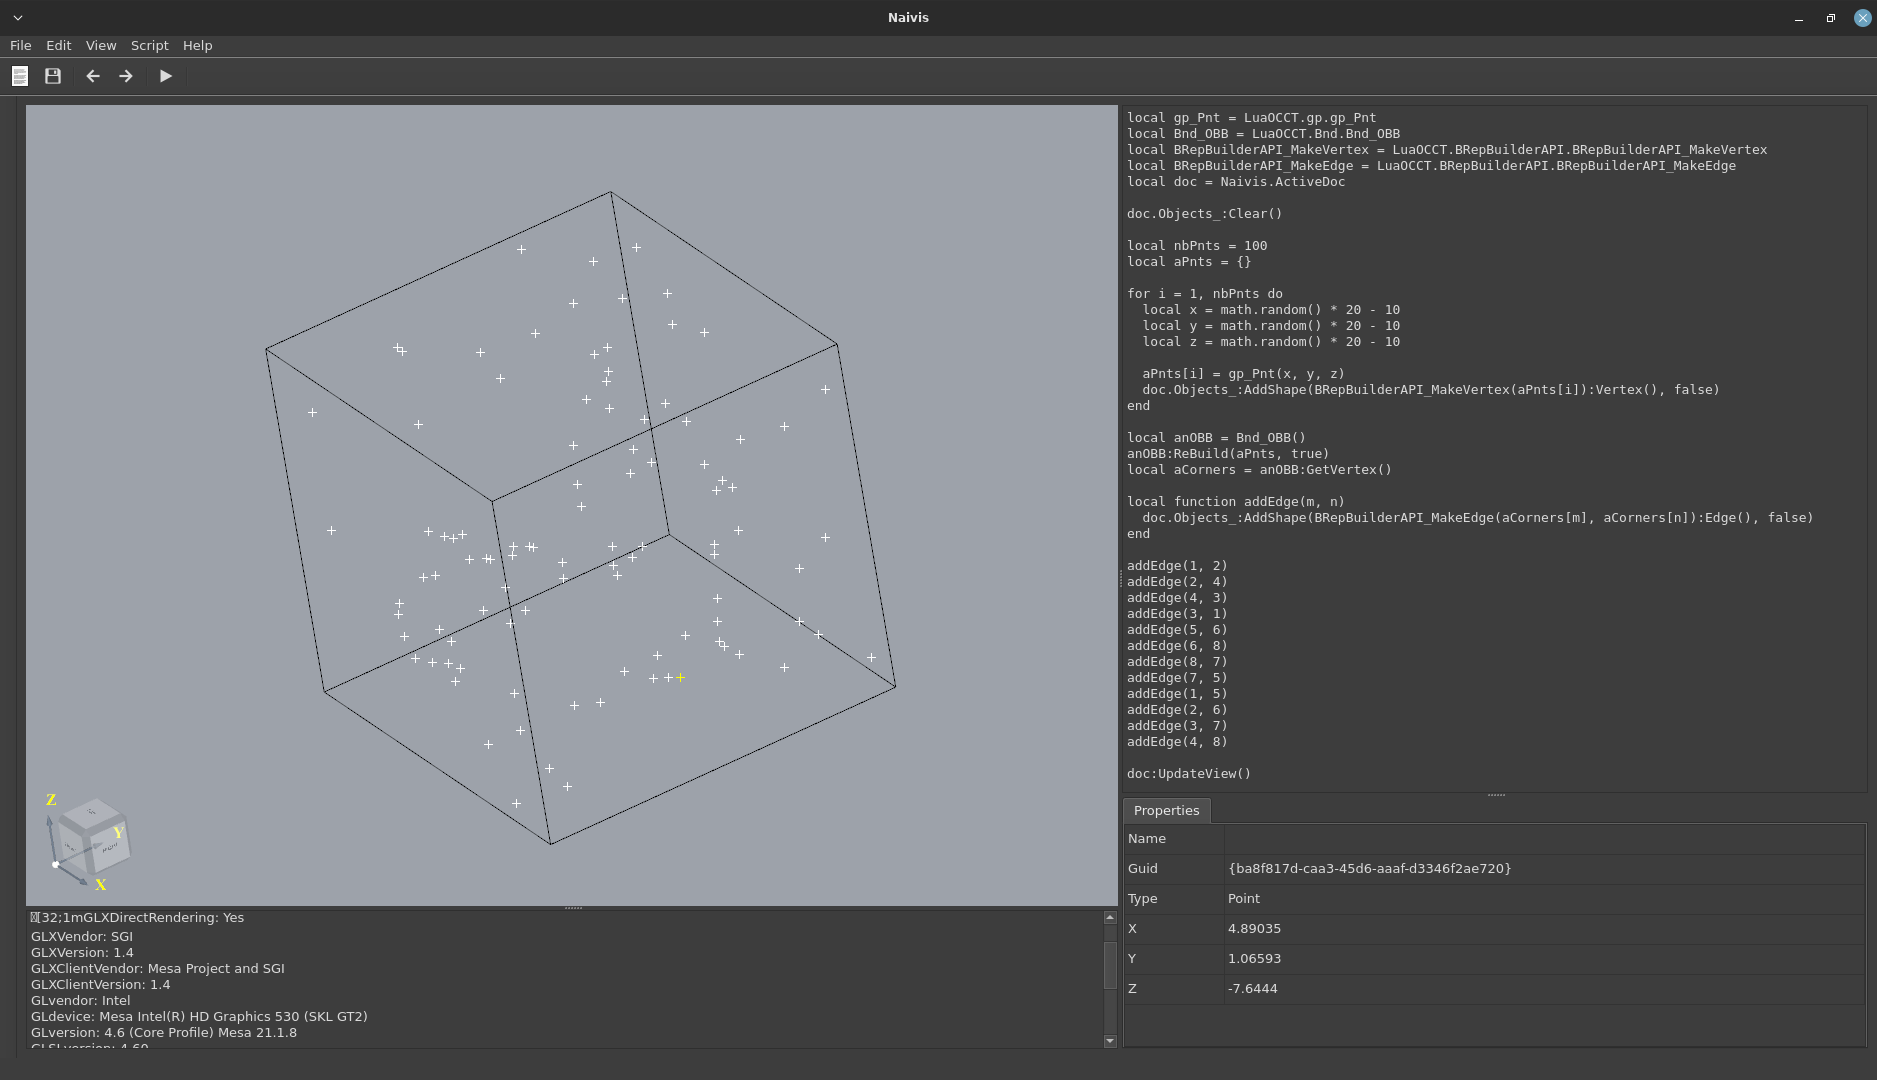 Naivis
File Edit View Script Help
local gp_Pnt = LuaOCCT.gp.gp_Pnt
local Bnd_OBB = LuaOCCT.Bnd.Bnd_OBB
local BRepBuilderAPI_MakeVertex = LuaOCCT.BRepBuilderAPI.BRepBuilderAPI_MakeVertex
local BRepBuilderAPI_MakeEdge = LuaOCCT.BRepBuilderAPI.BRepBuilderAPI_MakeEdge
local doc = Naivis.ActiveDoc
doc.Objects_:Clear()
local nbPnts = 100
local aPnts = {}
for i = 1, nbPnts do
  local x = math.random() * 20 - 10
  local y = math.random() * 20 - 10
  local z = math.random() * 20 - 10
  aPnts[i] = gp_Pnt(x, y, z)
  doc.Objects_:AddShape(BRepBuilderAPI_MakeVertex(aPnts[i]):Vertex(), false)
end
local anOBB = Bnd_OBB()
anOBB:ReBuild(aPnts, true)
local aCorners = anOBB:GetVertex()
local function addEdge(m, n)
  doc.Objects_:AddShape(BRepBuilderAPI_MakeEdge(aCorners[m], aCorners[n]):Edge(), false)
end
addEdge(1, 2)
addEdge(2, 4)
addEdge(4, 3)
addEdge(3, 1)
addEdge(5, 6)
addEdge(6, 8)
addEdge(8, 7)
addEdge(7, 5)
addEdge(1, 5)
addEdge(2, 6)
addEdge(3, 7)
addEdge(4, 8)
doc:UpdateView()
Z
Y
RIGHT
X
[32;1mGLXDirectRendering: Yes
GLXVendor: SGI
GLXVersion: 1.4
GLXClientVendor: Mesa Project and SGI
GLXClientVersion: 1.4
GLvendor: Intel
GLdevice: Mesa Intel(R) HD Graphics 530 (SKL GT2)
GLversion: 4.6 (Core Profile) Mesa 21.1.8
GLSLversion: 4.60
Properties
Name
Guid {ba8f817d-caa3-45d6-aaaf-d3346f2ae720}
Type Point
X 4.89035
Y 1.06593
Z -7.6444